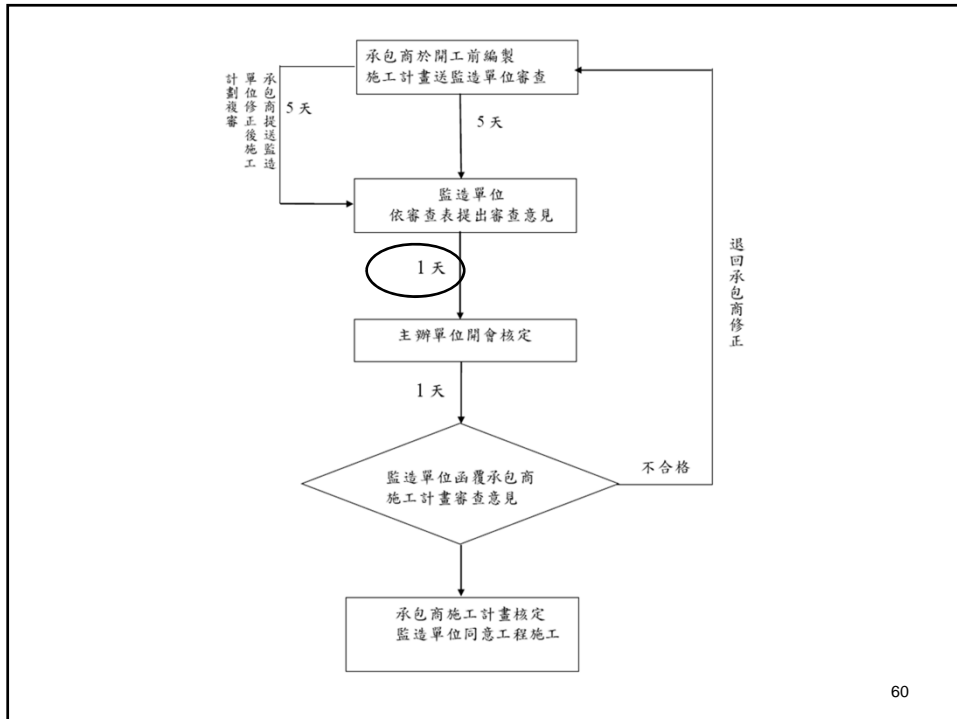 承包商於開工前編製
施工計畫送監造單位審查
承包商提送監造
單位修正後施工
計劃複審
5 天
5 天
監造單位
依審查表提出審查意見
1 天
退回承包商修正
主辦單位開會核定
1 天
不合格
監造單位函覆承包商
施工計畫審查意見
承包商施工計畫核定
監造單位同意工程施工
60